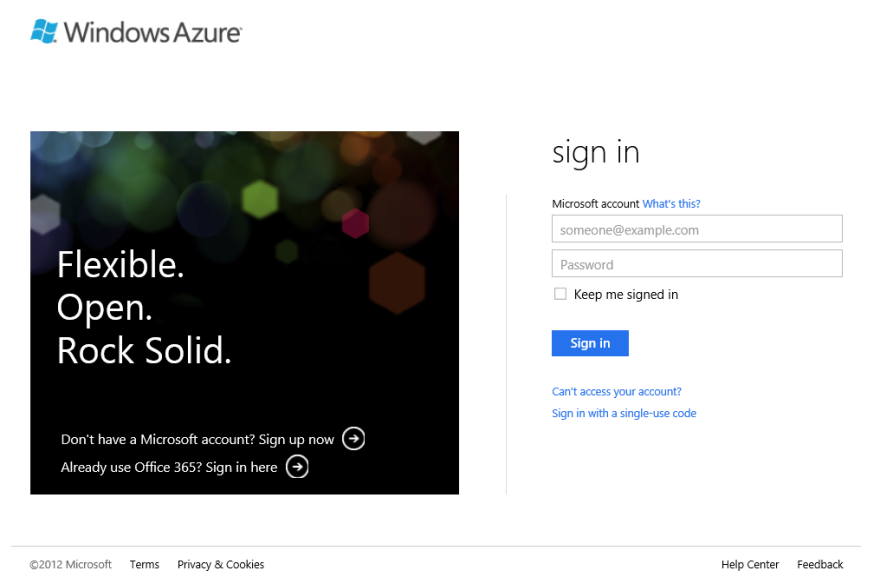 Windows Azure
Flexible.
Open.
Rock Solid.
Don't have a Microsoft account? Sign up now
Already use Office 365? Sign in here
sign in
Microsoft account What's this?
someone@example.com
Password
Keep me signed in
Sign in
Can't access your account?
Sign in with a single-use code
©2012 Microsoft Terms Privacy & Cookies Help Center Feedback